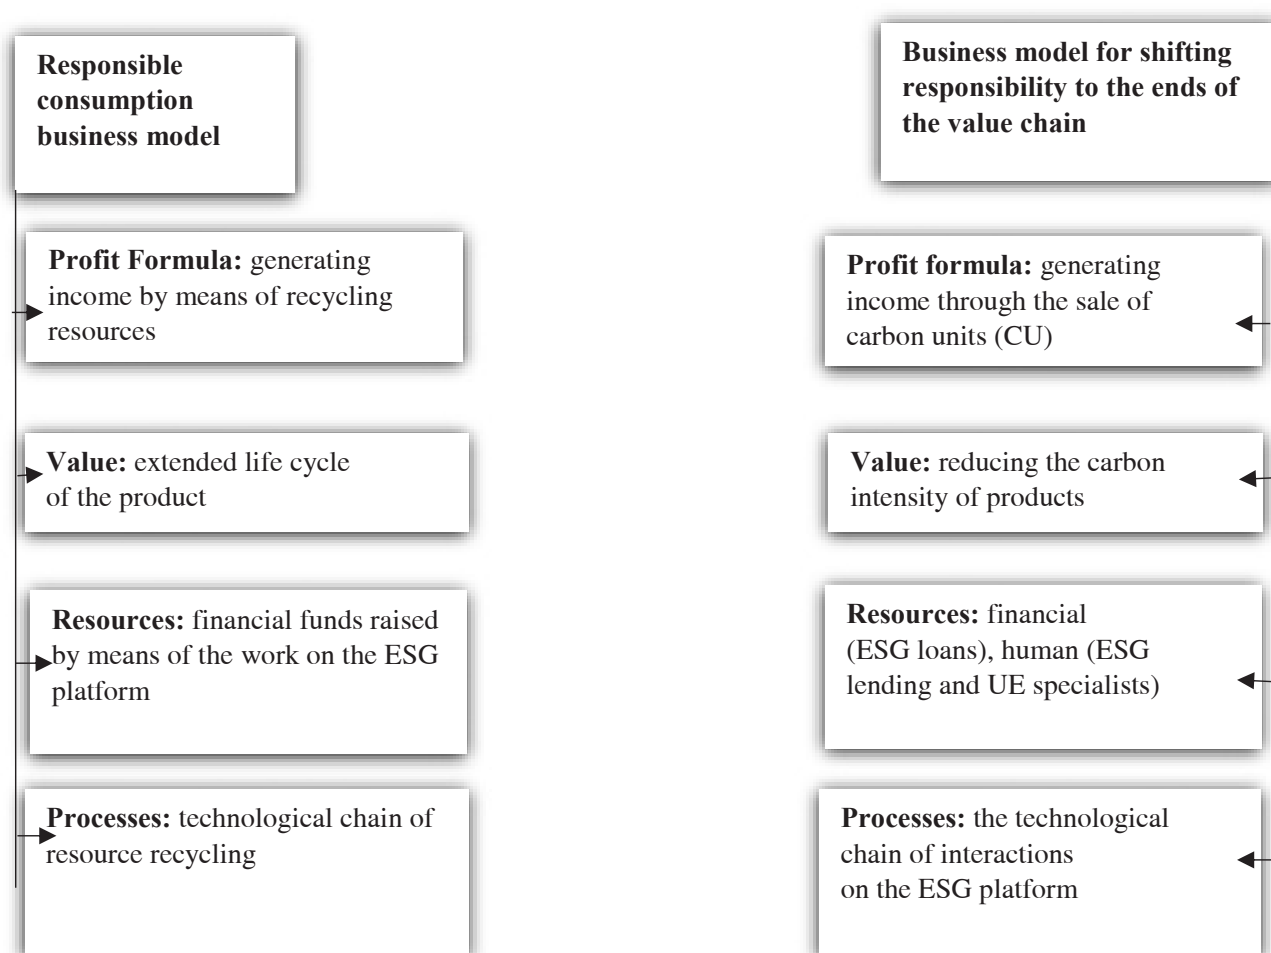 Responsible
consumption
business model
Profit Formula: generating
income by means of recycling
resources
Value: extended life cycle
of the product
Resources: financial funds raised
by means of the work on the ESG
platform
Processes: technological chain of
resource recycling
Business model for shifting
responsibility to the ends of
the value chain
Profit formula: generating
income through the sale of
carbon units (CU)
Value: reducing the carbon
intensity of products
Resources: financial
(ESG loans), human (ESG
lending and UE specialists)
Processes: the technological
chain of interactions
on the ESG platform